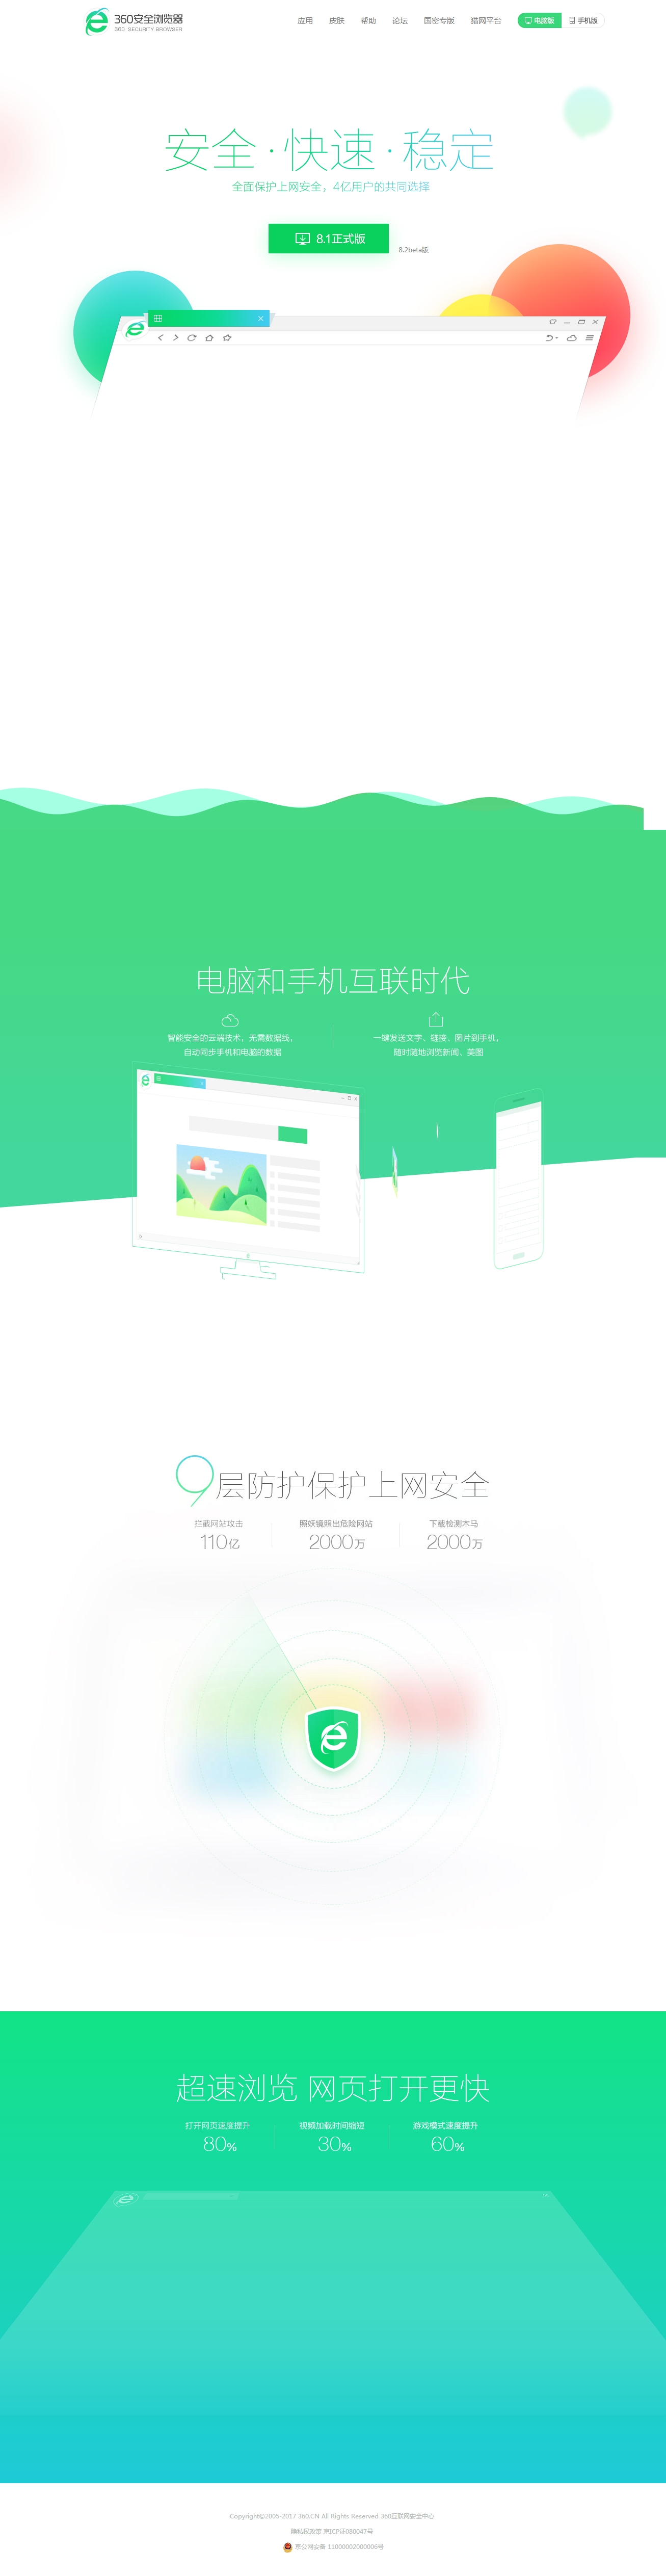 360安全浏览器
360 SECURITY BROWSER
应用 皮肤 帮助 论坛 国密专版 猫网平台 电脑版 手机版
安全·快速·稳定
全面保护上网安全，4亿用户的共同选择
8.1正式版
8.2beta版
电脑和手机互联时代
智能安全的云端技术，无需数据线，
自动同步手机和电脑的数据
一键发送文字、链接、图片到手机，
随时随地浏览新闻、美图
9层防护保护上网安全
拦截网站攻击
110亿
照妖镜照出危险网站
2000万
下载检测木马
2000万
超速浏览 网页打开更快
打开网页速度提升
80%
视频加载时间缩短
30%
游戏模式速度提升
60%
Copyright©2005-2017 360.CN All Rights Reserved 360互联网安全中心
隐私权政策 京ICP证080047号
京公网安备 11000002000006号